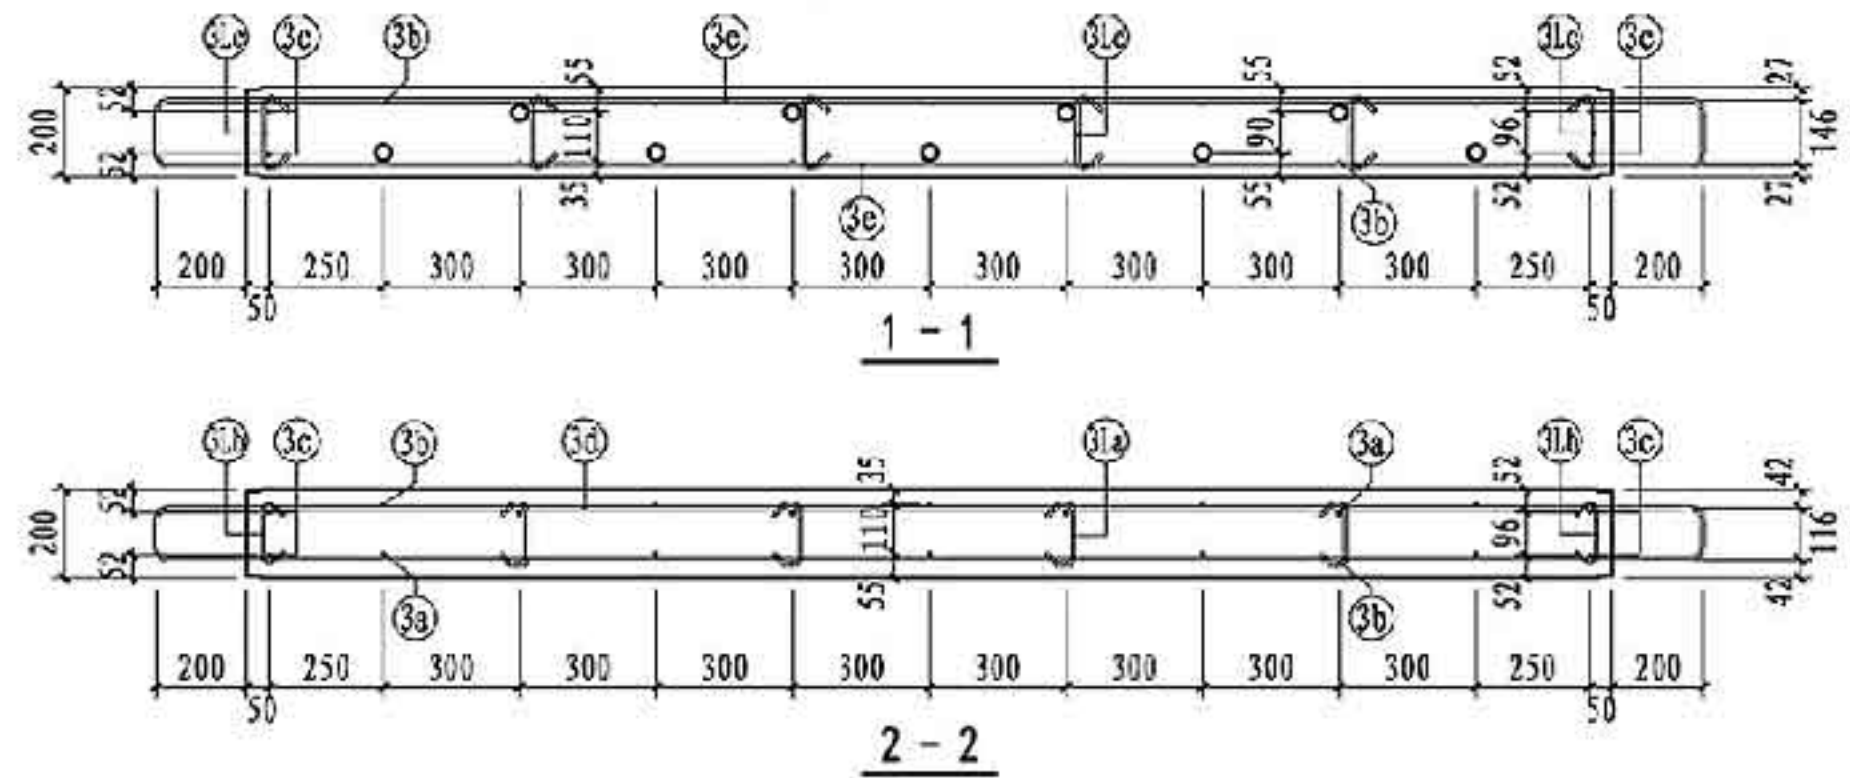 3Lc 3c 3b 3e 3Lc 3Lc 3c
200 52 52 55 110 35 55 90 55 52 96 52 27 146 27
3e 3b
200 250 300 300 300 300 300 300 300 300 250 200
50 50
1 - 1
3Lb 3c 3b 3d 3La 3a 3Lb 3c
200 52 52 35 110 55 52 96 52 42 116 42
3a 3b
200 250 300 300 300 300 300 300 300 300 250 200
50 50
2 - 2